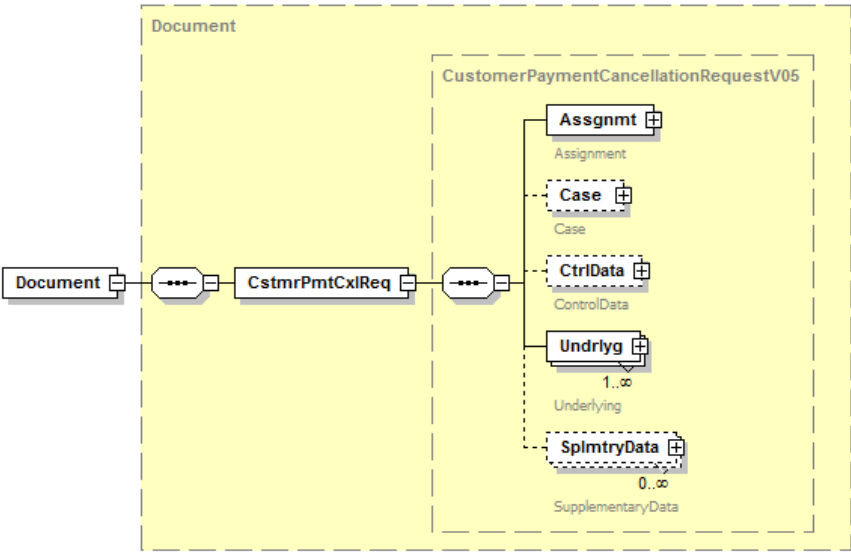 Document
CustomerPaymentCancellationRequestV05
Assgnmt
Assignment
Case
Case
Document
CstmrPmtCxlReq
CtrlData
ControlData
Undrlyg
1..∞
Underlying
SplmtryData
0..∞
SupplementaryData